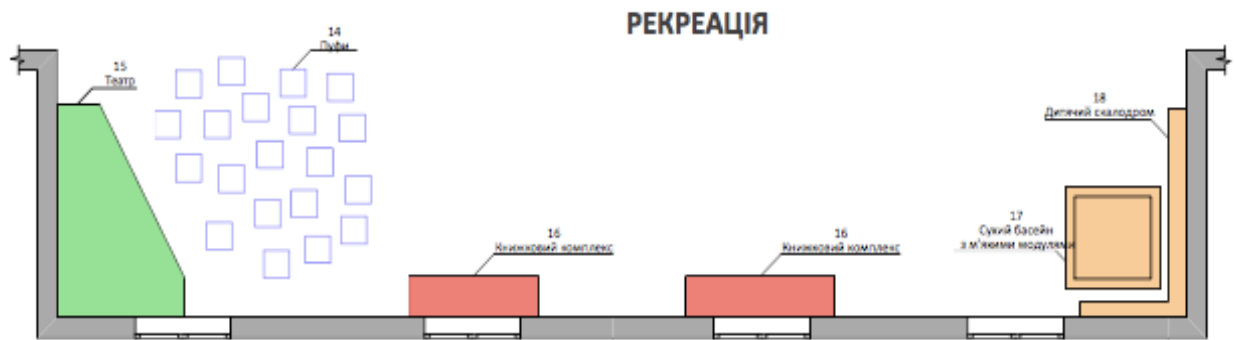 РЕКРЕАЦІЯ
14
Пуфи
15
Театр
18
Дитячий скалодром
16
Книжковий комплекс
16
Книжковий комплекс
17
Сухий басейн
з м'якими модулями